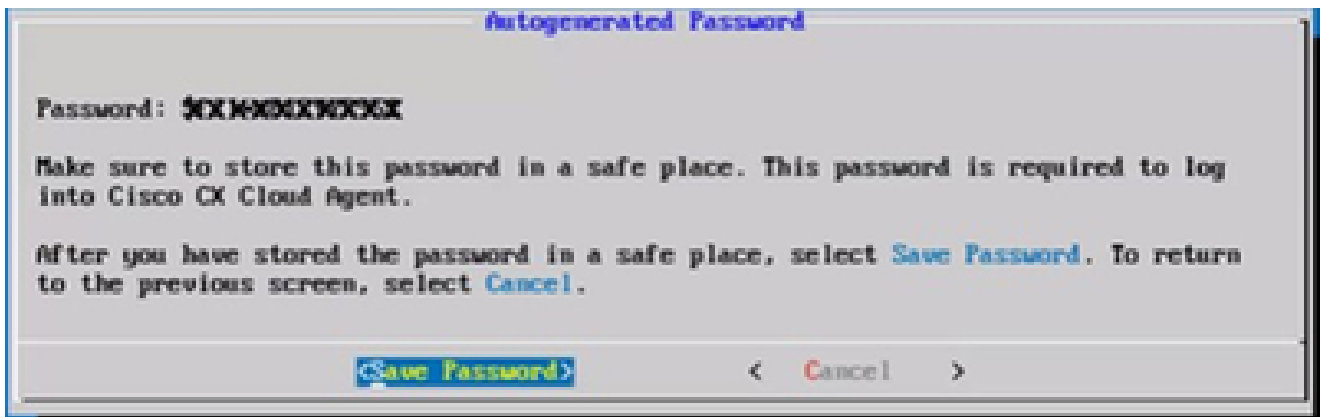 Autogenerated Password
Password:
Make sure to store this password in a safe place. This password is required to log
into Cisco CX Cloud Agent.
After you have stored the password in a safe place, select Save Password. To return
to the previous screen, select Cancel.
<Save Password> < Cancel >